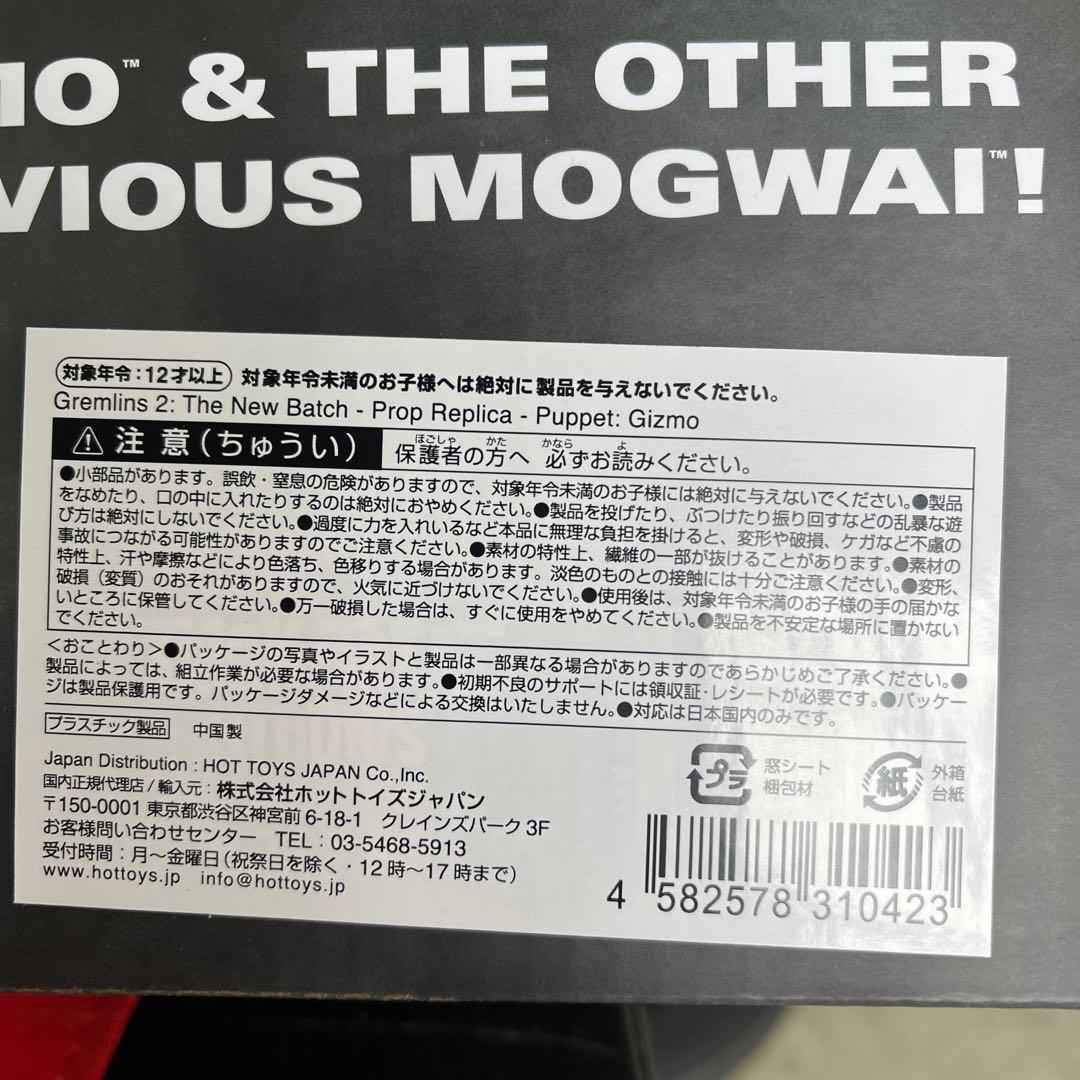 & THE OTHER
MOGWAI™!
対象年令:12才以上 対象年令未満のお子様へは絶対に製品を与えないでください。
Gremlins 2: The New Batch - Prop Replica - Puppet: Gizmo
⚠ 注意(ちゅうい) 保護者の方へ 必ずお読みください。
ほごしゃ かた かなら よ
●小部品があります。誤飲・窒息の危険がありますので、対象年令未満のお子様には絶対に与えないでください。●製品
をなめたり、口の中に入れたりするのは絶対におやめください。●製品を投げたり、ぶつけたり振り回すなどの乱暴な遊
び方は絶対にしないでください。●過度に力を入れいるなど本品に無理な負担を掛けると、変形や破損、ケガなど不慮の
事故につながる可能性がありますのでご注意ください。●素材の特性上、繊維の一部が抜けることがあります。●素材の
特性上、汗や摩擦などにより色落ち、色移りする場合があります。淡色のものとの接触には十分ご注意ください。●変形、
破損(変質)のおそれがありますので、火気に近づけないでください。●使用後は、対象年令未満のお子様の手の届かな
いところに保管してください。●万一破損した場合は、すぐに使用をやめてください。●製品を不安定な場所に置かない
でください。
<おことわり>●パッケージの写真やイラストと製品は一部異なる場合がありますのであらかじめご了承ください。●
製品によっては、組立作業が必要な場合があります。●初期不良のサポートには領収証・レシートが必要です。●パッケー
ジは製品保護用です。パッケージダメージなどによる交換はいたしません。●対応は日本国内のみです。
プラスチック製品 中国製
Japan Distribution : HOT TOYS JAPAN Co.,Inc.
国内正規代理店/輸入元:株式会社ホットトイズジャパン
〒150-0001 東京都渋谷区神宮前6-18-1 クレインズパーク3F
お客様問い合わせセンター TEL:03-5468-5913
受付時間:月〜金曜日(祝祭日を除く・12時〜17時まで)
www.hottoys.jp info@hottoys.jp
プラ 窓シート
梱包材
紙 外箱
台紙
4 582578 310423